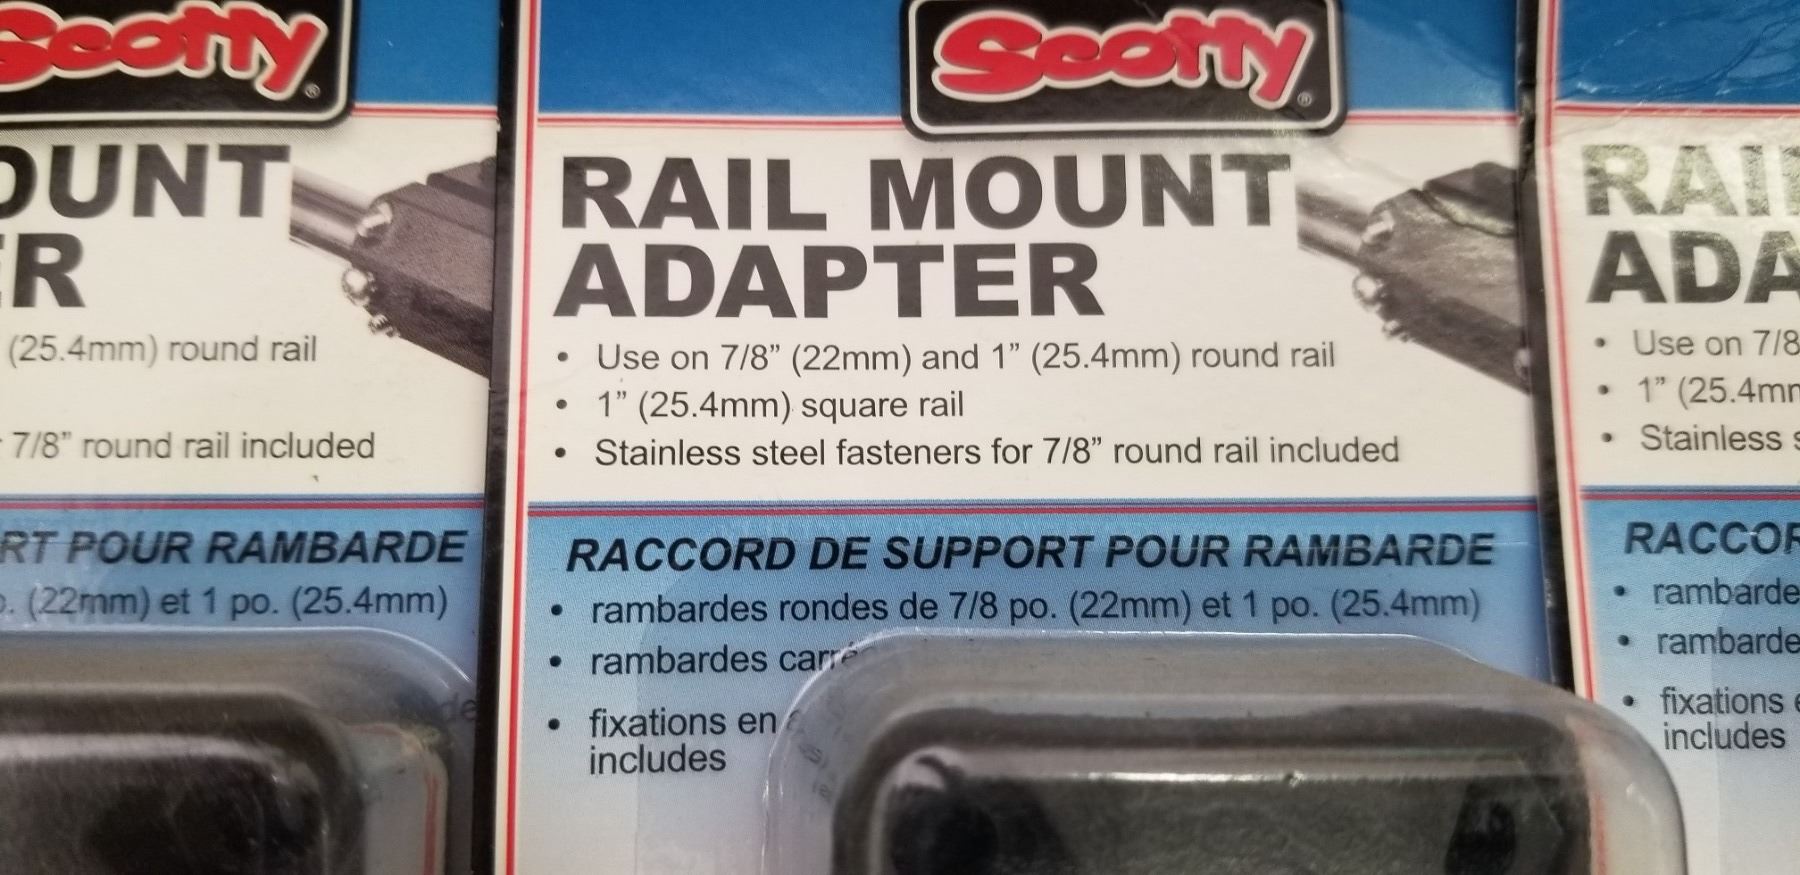 Scotty®
OUNT
ER
(25.4mm) round rail
7/8” round rail included
RT POUR RAMBARDE
(22mm) et 1 po. (25.4mm)
de
Scotty®
RAIL MOUNT
ADAPTER
• Use on 7/8” (22mm) and 1” (25.4mm) round rail
• 1” (25.4mm) square rail
• Stainless steel fasteners for 7/8” round rail included
RACCORD DE SUPPORT POUR RAMBARDE
• rambardes rondes de 7/8 po. (22mm) et 1 po. (25.4mm)
• rambardes carré
• fixations en
includes
RAI
ADA
• Use on 7/8
• 1” (25.4m
• Stainless s
RACCOR
• rambarde
• rambarde
• fixations e
includes